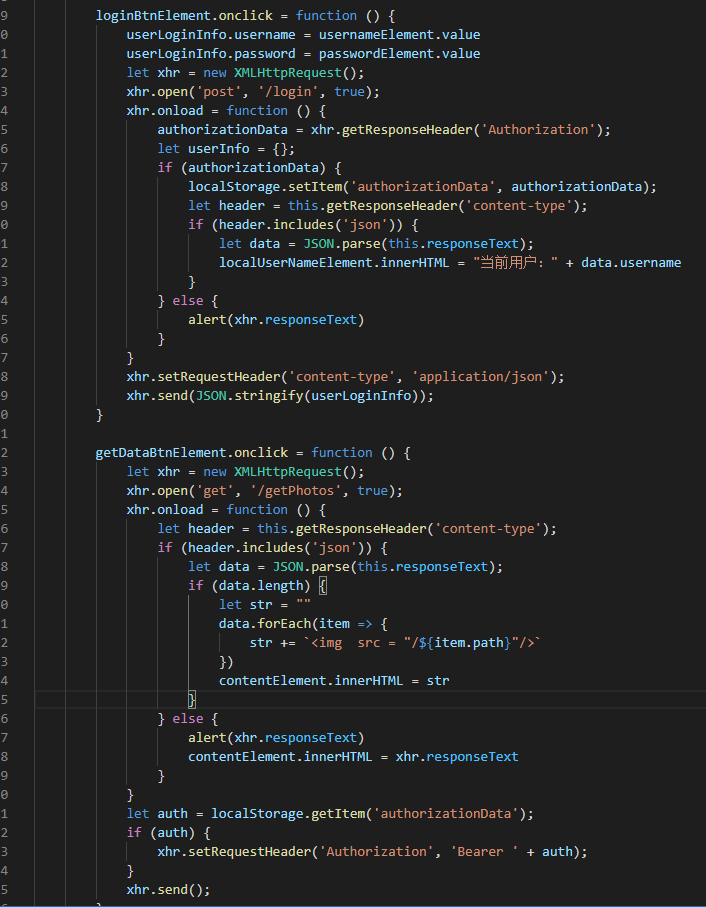 9 loginBtnElement.onclick = function () {
0 userLoginInfo.username = usernameElement.value
1 userLoginInfo.password = passwordElement.value
2 let xhr = new XMLHttpRequest();
3 xhr.open('post', '/login', true);
4 xhr.onload = function () {
5 authorizationData = xhr.getResponseHeader('Authorization');
6 let userInfo = {};
7 if (authorizationData) {
8 localStorage.setItem('authorizationData', authorizationData);
9 let header = this.getResponseHeader('content-type');
0 if (header.includes('json')) {
1 let data = JSON.parse(this.responseText);
2 localUserNameElement.innerHTML = "当前用户：" + data.username
3 }
4 } else {
5 alert(xhr.responseText)
6 }
7 }
8 xhr.setRequestHeader('content-type', 'application/json');
9 xhr.send(JSON.stringify(userLoginInfo));
0 }
1
2 getDataBtnElement.onclick = function () {
3 let xhr = new XMLHttpRequest();
4 xhr.open('get', '/getPhotos', true);
5 xhr.onload = function () {
6 let header = this.getResponseHeader('content-type');
7 if (header.includes('json')) {
8 let data = JSON.parse(this.responseText);
9 if (data.length) {
0 let str = ""
1 data.forEach(item => {
2 str += `<img  src = "/${item.path}"/>`
3 })
4 contentElement.innerHTML = str
5 }
6 } else {
7 alert(xhr.responseText)
8 contentElement.innerHTML = xhr.responseText
9 }
0 }
1 let auth = localStorage.getItem('authorizationData');
2 if (auth) {
3 xhr.setRequestHeader('Authorization', 'Bearer ' + auth);
4 }
5 xhr.send();